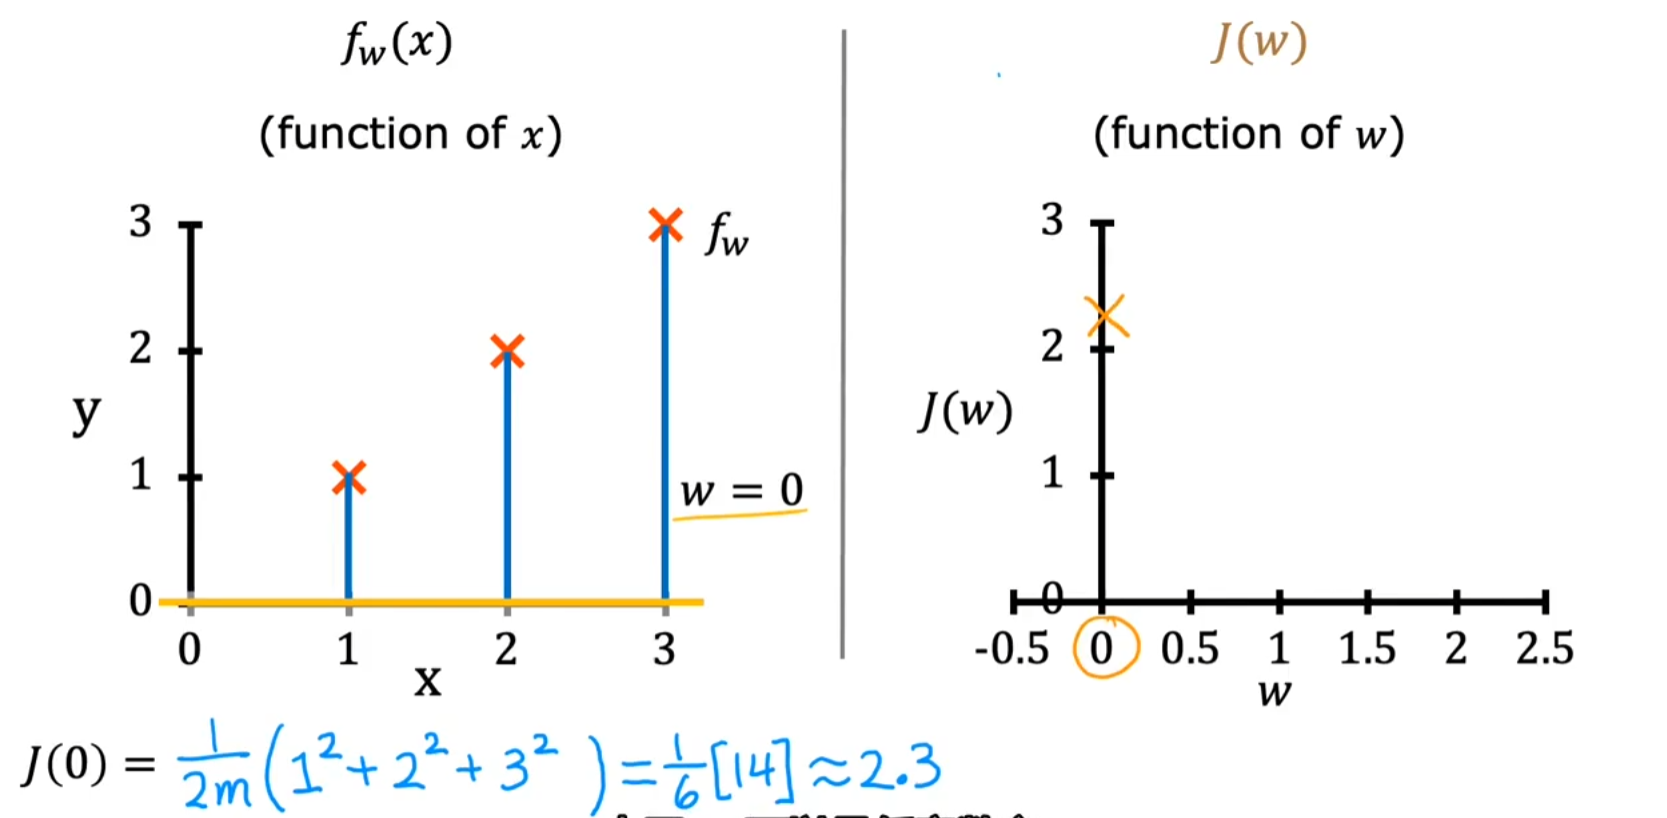 f_w(x)
(function of x)
3
2
1
0
y
f_w
w = 0
0 1 2 3
x
J(w)
(function of w)
3
2
1
0
J(w)
-0.5 0 0.5 1 1.5 2 2.5
w
J(0) = 1/2m (1² + 2² + 3² ) = 1/6 [14] ≈ 2.3